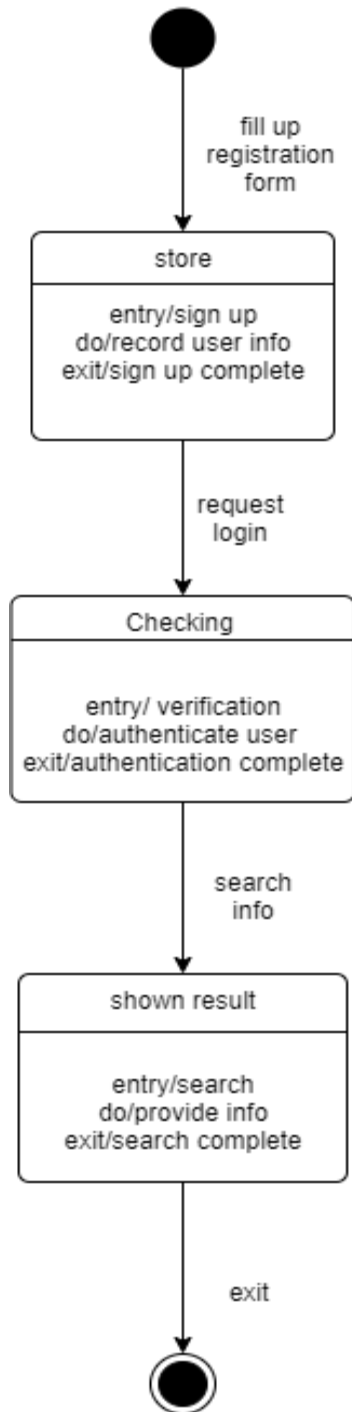 fill up
registration
form
store
entry/sign up
do/record user info
exit/sign up complete
request
login
Checking
entry/ verification
do/authenticate user
exit/authentication complete
search
info
shown result
entry/search
do/provide info
exit/search complete
exit